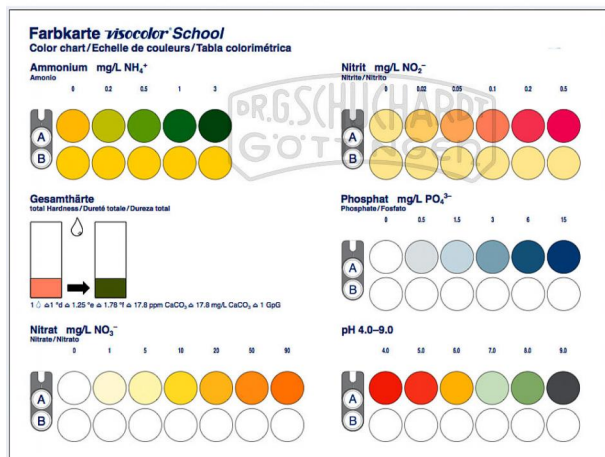 Farbkarte visocolor® School
Color chart/Echelle de couleurs/Tabla colorimétrica
Ammonium mg/L NH₄⁺
Amonio
0 0.2 0.5 1 3
A
B
Nitrit mg/L NO₂⁻
Nitrite/Nitrito
0 0.02 0.05 0.1 0.2 0.5
A
B
DR.G.SCHUCHARDT
GÖTTINGEN
Gesamthärte
total Hardness/Dureté totale/Dureza total
1 💧 ≙ 1 °d ≙ 1.25 °e ≙ 1.78 °f ≙ 17.8 ppm CaCO₃ ≙ 17.8 mg/L CaCO₃ ≙ 1 GpG
Phosphat mg/L PO₄³⁻
Phosphate/Fosfato
0 0.5 1.5 3 6 15
A
B
Nitrat mg/L NO₃⁻
Nitrate/Nitrato
0 1 5 10 20 50 90
A
B
pH 4.0–9.0
4.0 5.0 6.0 7.0 8.0 9.0
A
B